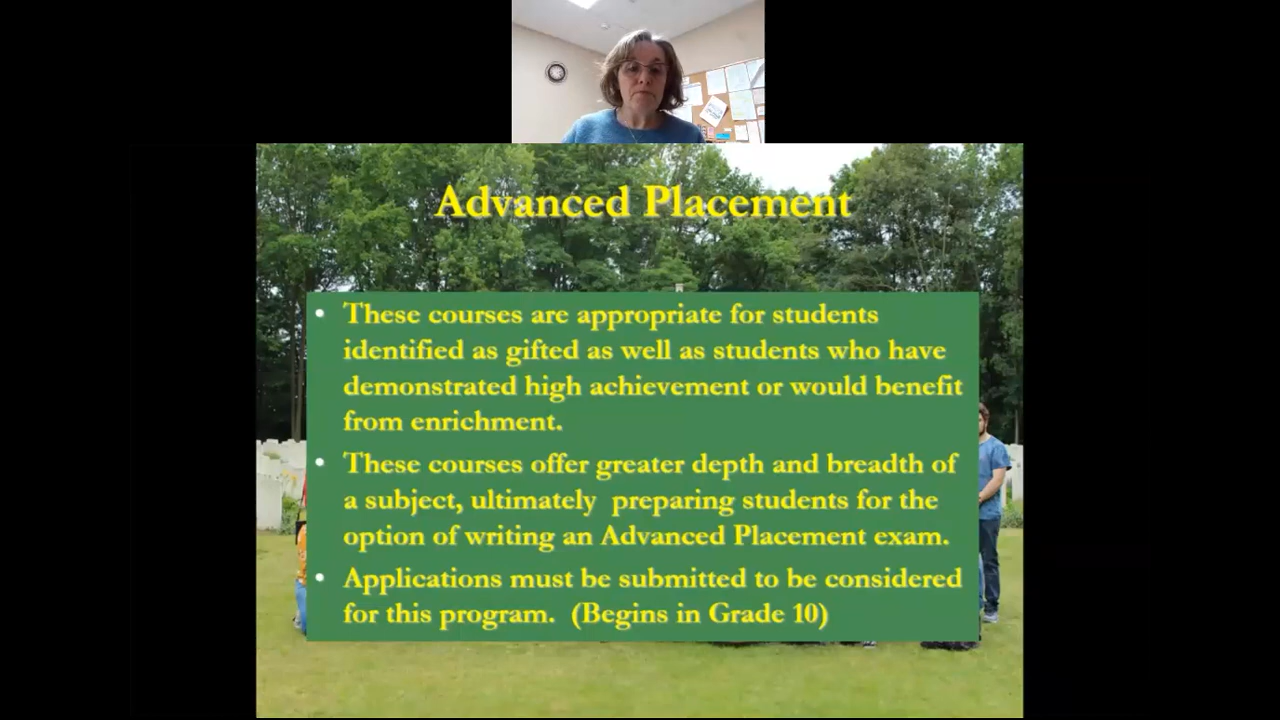 Advanced Placement
• These courses are appropriate for students
identified as gifted as well as students who have
demonstrated high achievement or would benefit
from enrichment.
• These courses offer greater depth and breadth of
a subject, ultimately  preparing students for the
option of writing an Advanced Placement exam.
• Applications must be submitted to be considered
for this program.  (Begins in Grade 10)